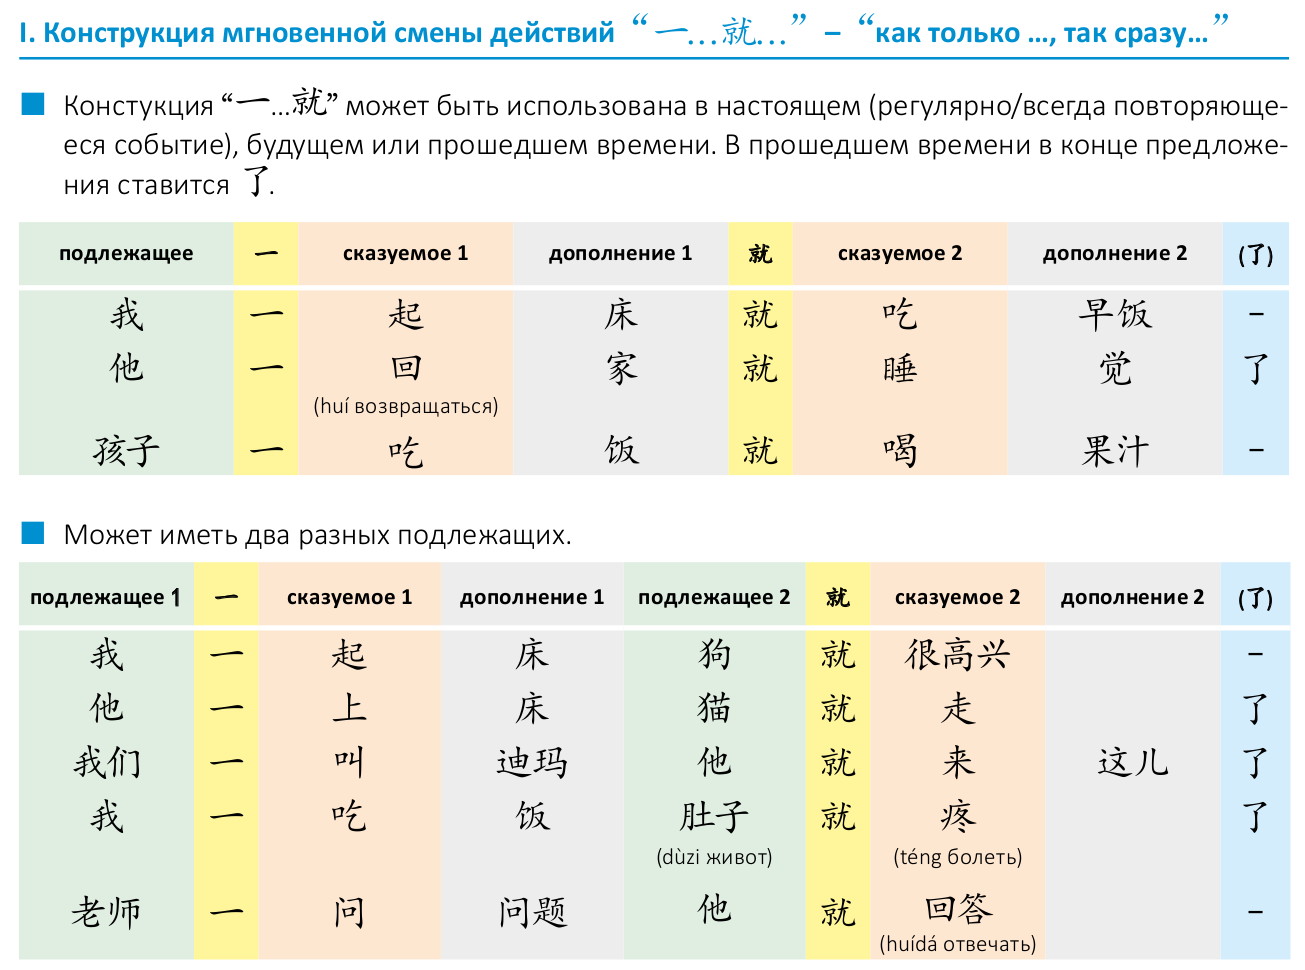 I. Конструкция мгновенной смены действий “一...就...” – “как только ..., так сразу...”
Констукция “一...就” может быть использована в настоящем (регулярно/всегда повторяюще-
еся событие), будущем или прошедшем времени. В прошедшем времени в конце предложе-
ния ставится 了.
подлежащее 一 сказуемое 1 дополнение 1 就 сказуемое 2 дополнение 2 (了)
我 一 起 床 就 吃 早饭 –
他 一 回 家 就 睡 觉 了
(huí возвращаться)
孩子 一 吃 饭 就 喝 果汁 –
Может иметь два разных подлежащих.
подлежащее 1 一 сказуемое 1 дополнение 1 подлежащее 2 就 сказуемое 2 дополнение 2 (了)
我 一 起 床 狗 就 很高兴 –
他 一 上 床 猫 就 走 了
我们 一 叫 迪玛 他 就 来 这儿 了
我 一 吃 饭 肚子 就 疼 了
(dùzi живот) (téng болеть)
老师 一 问 问题 他 就 回答 –
(huídá отвечать)